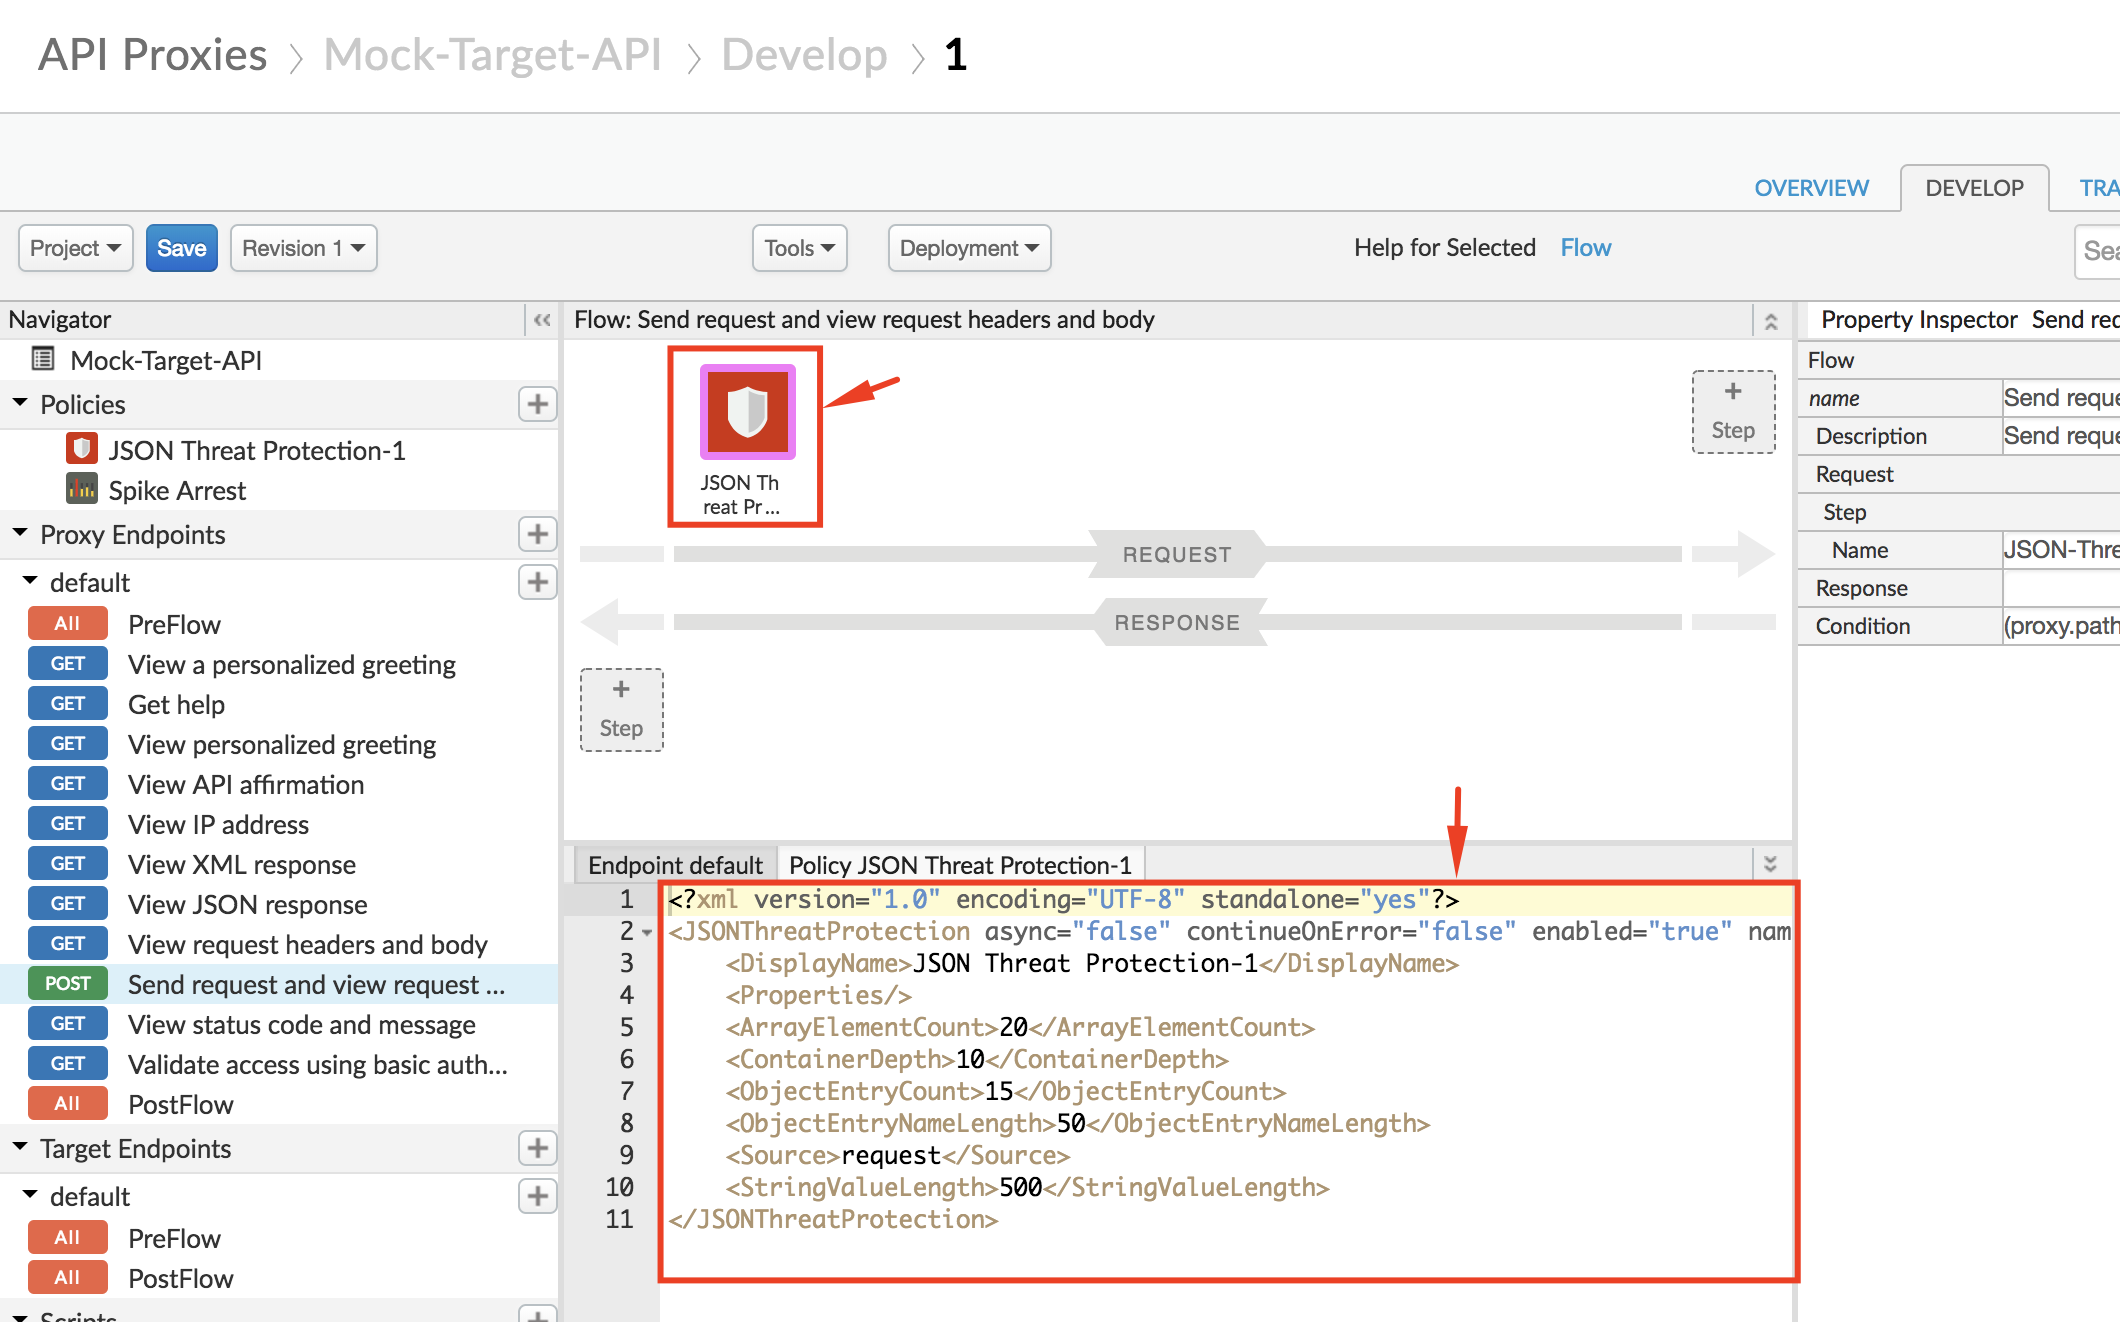 API Proxies > Mock-Target-API > Develop > 1
OVERVIEW DEVELOP TRA
Project Save Revision 1 Tools Deployment Help for Selected Flow Sea
Navigator
Mock-Target-API
Policies
JSON Threat Protection-1
Spike Arrest
Proxy Endpoints
default
All PreFlow
GET View a personalized greeting
GET Get help
GET View personalized greeting
GET View API affirmation
GET View IP address
GET View XML response
GET View JSON response
GET View request headers and body
POST Send request and view request ...
GET View status code and message
GET Validate access using basic auth...
All PostFlow
Target Endpoints
default
All PreFlow
All PostFlow
Scripts
Flow: Send request and view request headers and body
JSON Th
reat Pr...
+
Step
REQUEST
RESPONSE
+
Step
Endpoint default Policy JSON Threat Protection-1
1 <?xml version="1.0" encoding="UTF-8" standalone="yes"?>
2 <JSONThreatProtection async="false" continueOnError="false" enabled="true" nam
3 <DisplayName>JSON Threat Protection-1</DisplayName>
4 <Properties/>
5 <ArrayElementCount>20</ArrayElementCount>
6 <ContainerDepth>10</ContainerDepth>
7 <ObjectEntryCount>15</ObjectEntryCount>
8 <ObjectEntryNameLength>50</ObjectEntryNameLength>
9 <Source>request</Source>
10 <StringValueLength>500</StringValueLength>
11 </JSONThreatProtection>
Property Inspector Send req
Flow
name Send reque
Description Send reque
Request
Step
Name JSON-Thre
Response
Condition (proxy.path